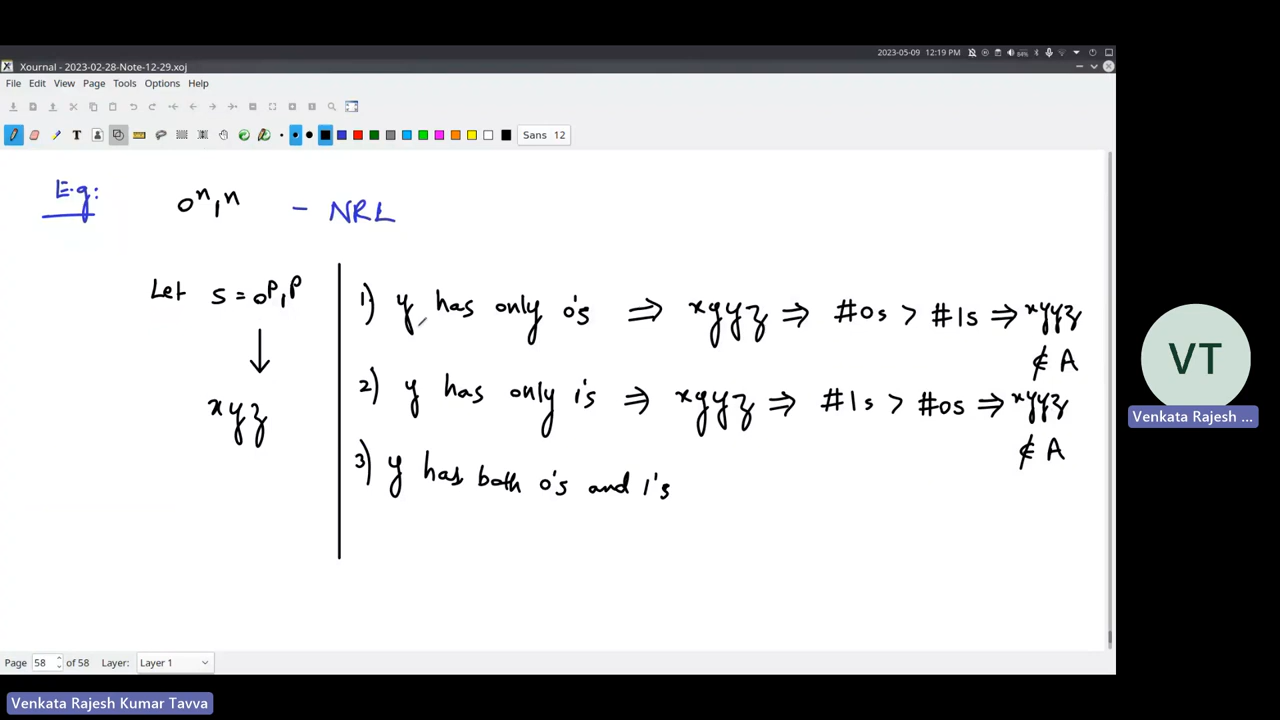 2023-05-09 12:19 PM
Xournal - 2023-02-28-Note-12-29.xoj
File Edit View Page Tools Options Help
Sans 12
E.g: 0ⁿ1ⁿ - NRL
Let s = 0ᵖ1ᵖ
xyz
1) y has only 0's ⇒ xyyz ⇒ #0s > #1s ⇒ xyyz ∉ A
2) y has only 1's ⇒ xyyz ⇒ #1s > #0s ⇒ xyyz ∉ A
3) y has both 0's and 1's
VT
Venkata Rajesh ...
Page 58 of 58 Layer: Layer 1
Venkata Rajesh Kumar Tavva